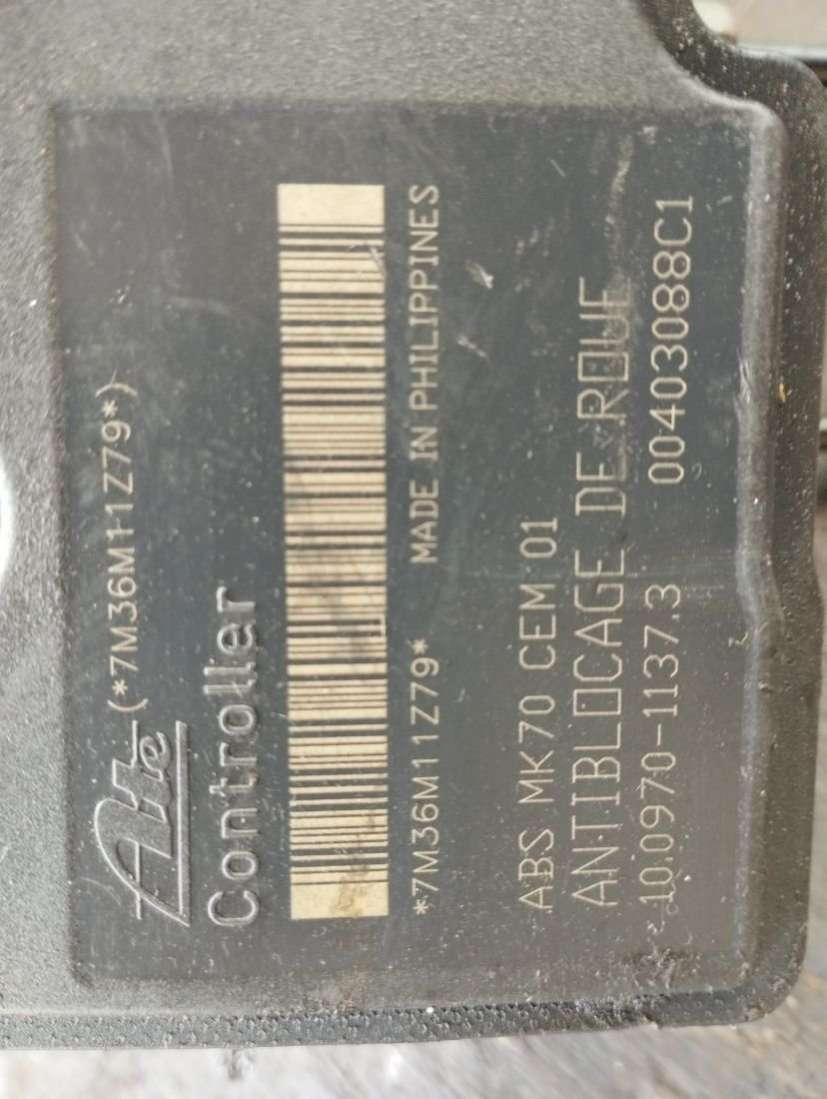 Ate (*7M36M11Z79*)
Controller
*7M36M11Z79* MADE IN PHILIPPINES
ABS MK70 CEM 01
ANTIBLOCAGE DE ROUE
10.0970-1137.3 00403088C1